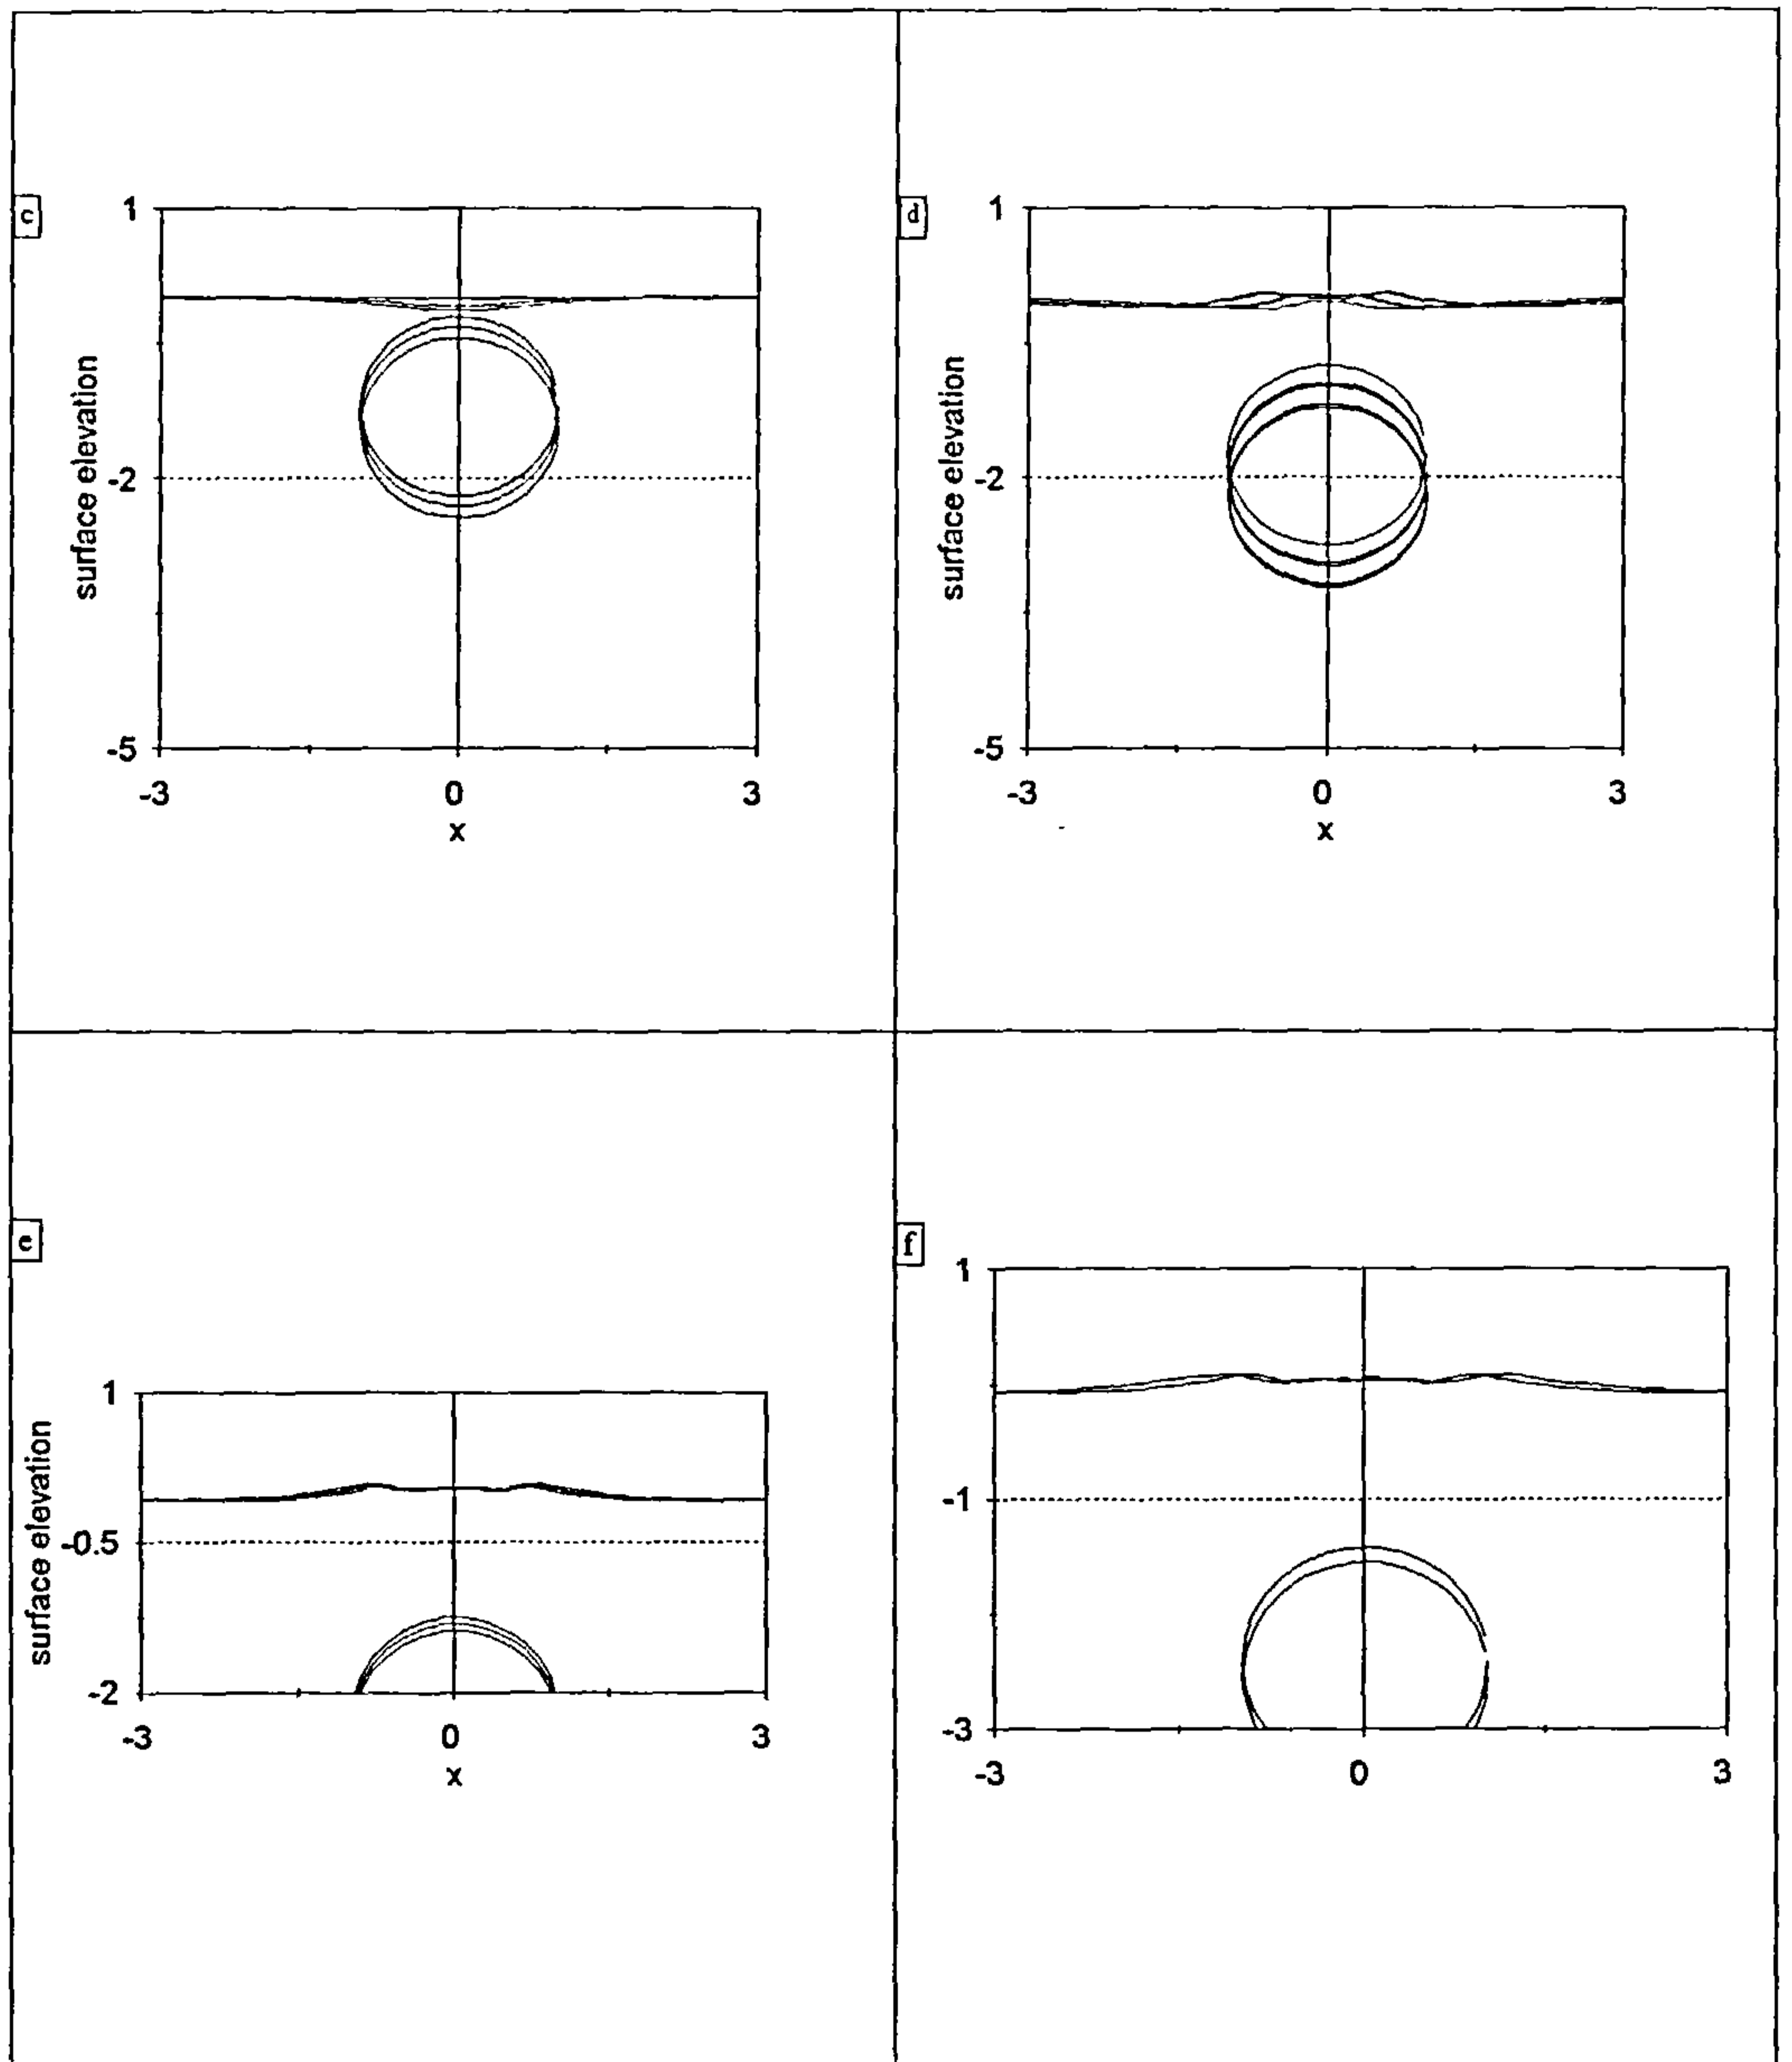 c
1
surface elevation
-2
-5
-3 0 3
x
d
1
surface elevation
-2
-5
-3 0 3
x
e
1
surface elevation
-0.5
-2
-3 0 3
x
f
1
-1
-3
-3 0 3